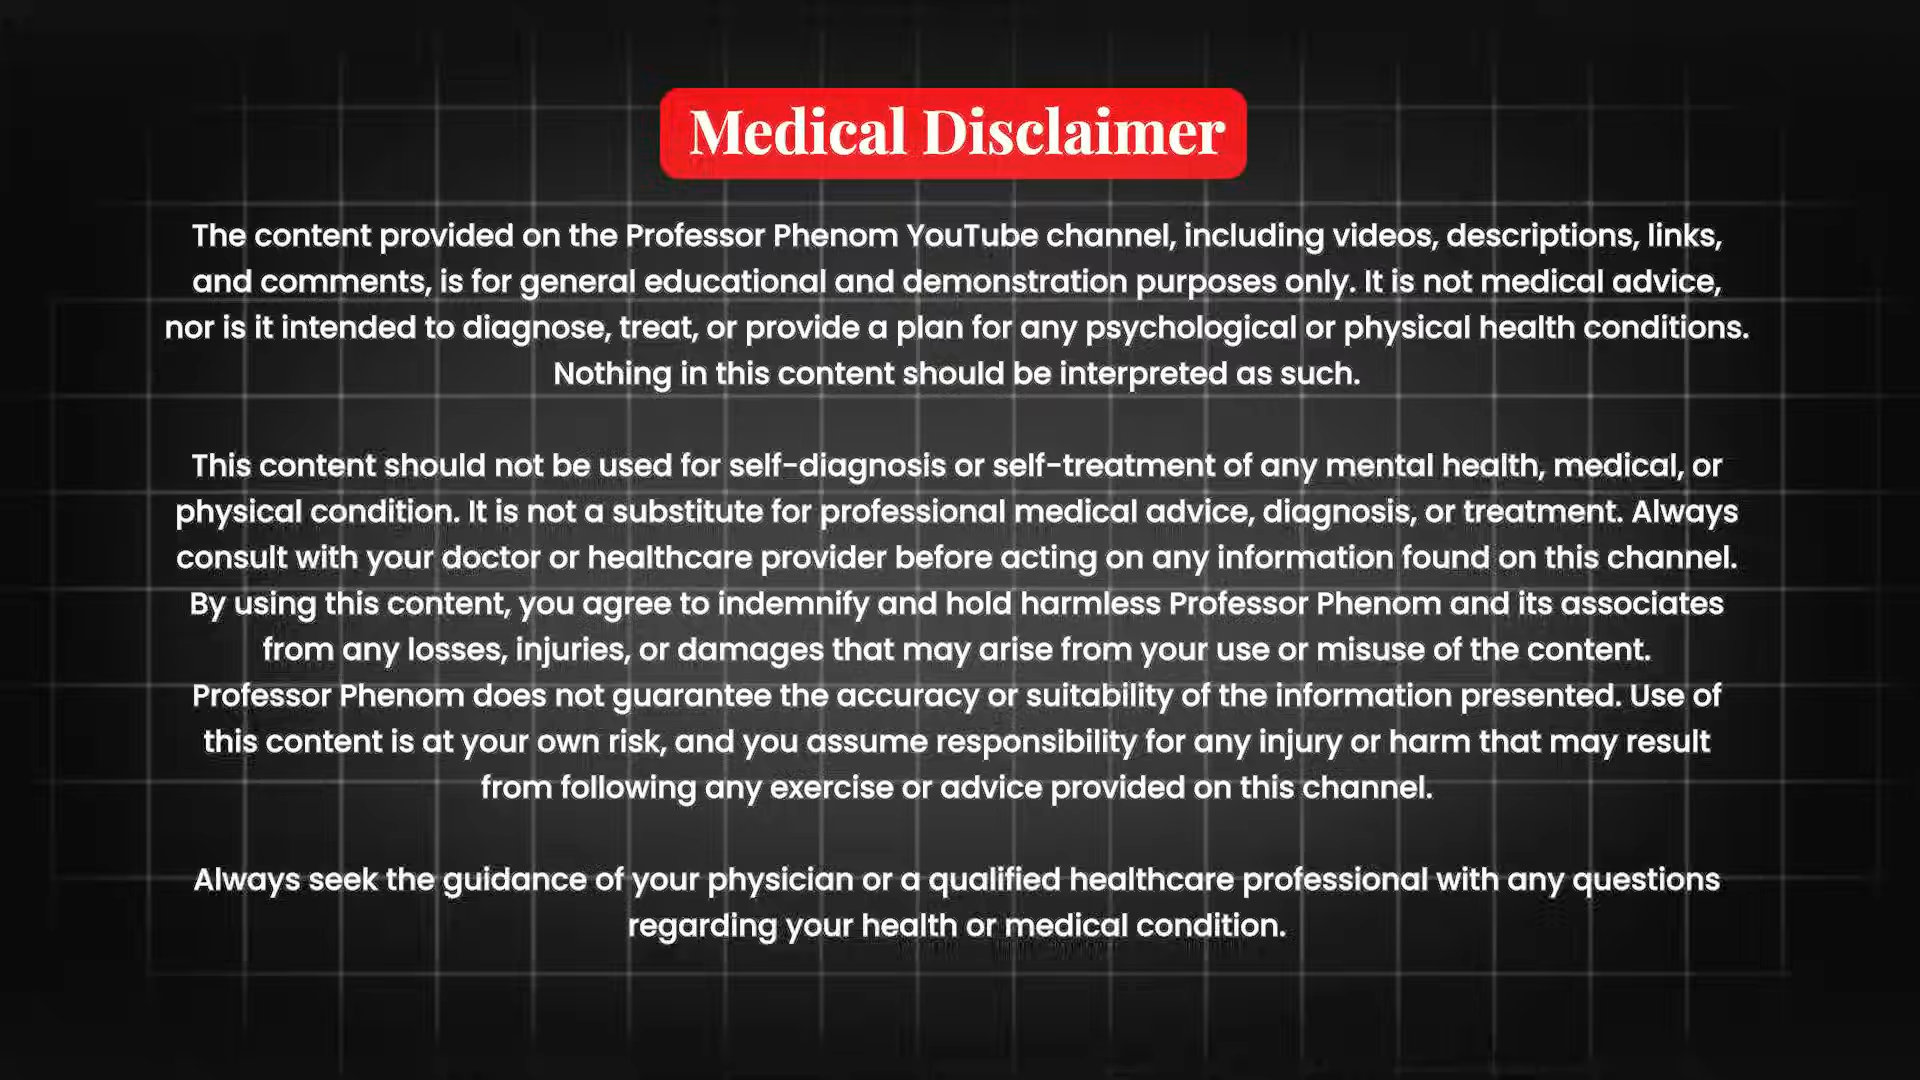 Medical Disclaimer
The content provided on the Professor Phenom YouTube channel, including videos, descriptions, links,
and comments, is for general educational and demonstration purposes only. It is not medical advice,
nor is it intended to diagnose, treat, or provide a plan for any psychological or physical health conditions.
Nothing in this content should be interpreted as such.
This content should not be used for self-diagnosis or self-treatment of any mental health, medical, or
physical condition. It is not a substitute for professional medical advice, diagnosis, or treatment. Always
consult with your doctor or healthcare provider before acting on any information found on this channel.
By using this content, you agree to indemnify and hold harmless Professor Phenom and its associates
from any losses, injuries, or damages that may arise from your use or misuse of the content.
Professor Phenom does not guarantee the accuracy or suitability of the information presented. Use of
this content is at your own risk, and you assume responsibility for any injury or harm that may result
from following any exercise or advice provided on this channel.
Always seek the guidance of your physician or a qualified healthcare professional with any questions
regarding your health or medical condition.